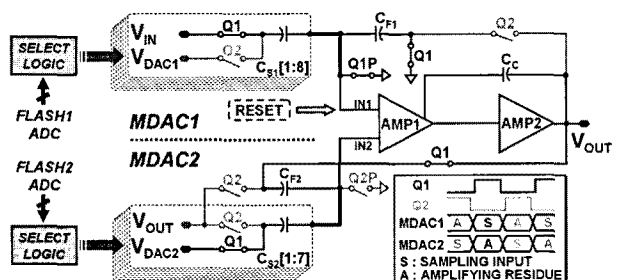 SELECT
LOGIC
FLASH1
ADC
V_IN
V_DAC1
Q1
Q2
C_S1[1:8]
C_F1
Q1P
Q1
Q2
C_C
MDAC1
RESET
IN1
AMP1
AMP2
V_OUT
MDAC2
IN2
FLASH2
ADC
Q1
SELECT
LOGIC
V_OUT
V_DAC2
Q2
Q2
Q1
C_F2
Q2P
C_S2[1:7]
Q1
Q2
MDAC1 A S A S
MDAC2 S A S A
S : SAMPLING INPUT
A : AMPLIFYING RESIDUE